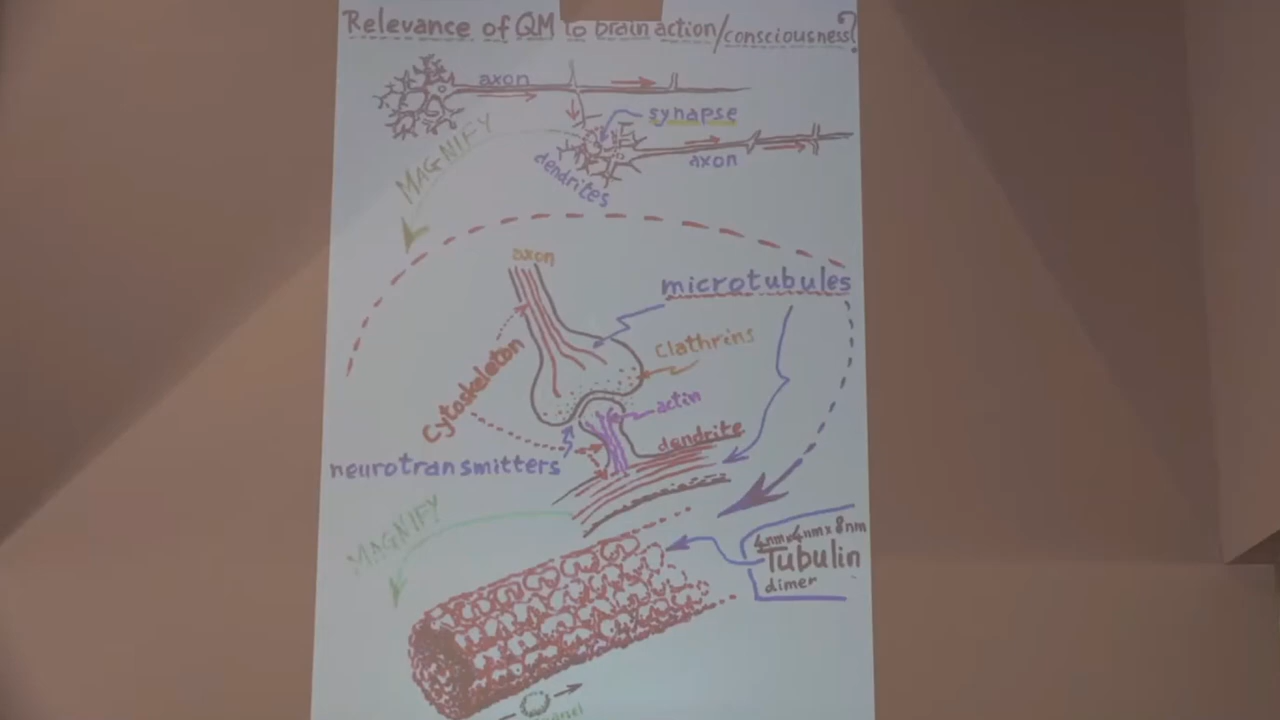 Relevance of QM to brain action/consciousness?
axon
synapse
MAGNIFY
dendrites
axon
axon
microtubules
Clathrins
Cytoskeleton
actin
dendrite
neurotransmitters
MAGNIFY
4nm×4nm×8nm
Tubulin
dimer